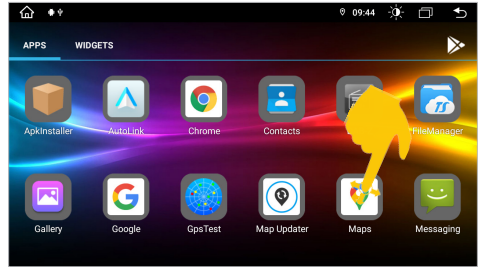 09:44
APPS WIDGETS
ApkInstaller AutoLink Chrome Contacts FileManager
Gallery Google GpsTest Map Updater Maps Messaging